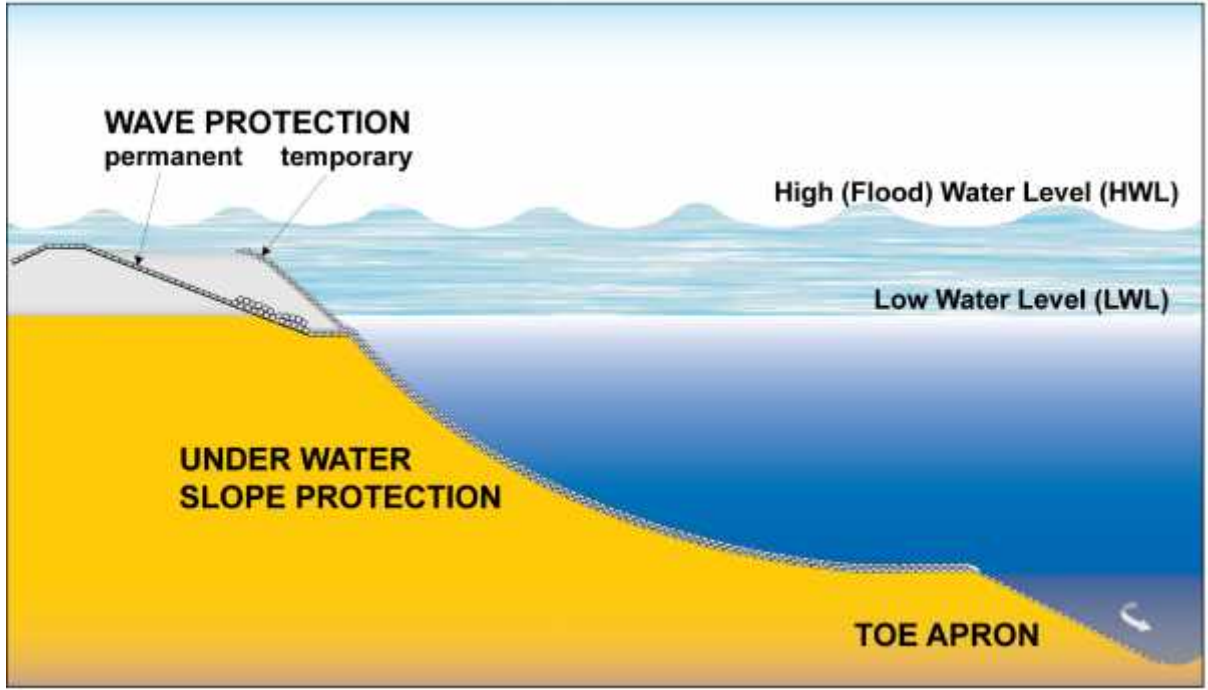 WAVE PROTECTION
permanent temporary
High (Flood) Water Level (HWL)
Low Water Level (LWL)
UNDER WATER
SLOPE PROTECTION
TOE APRON